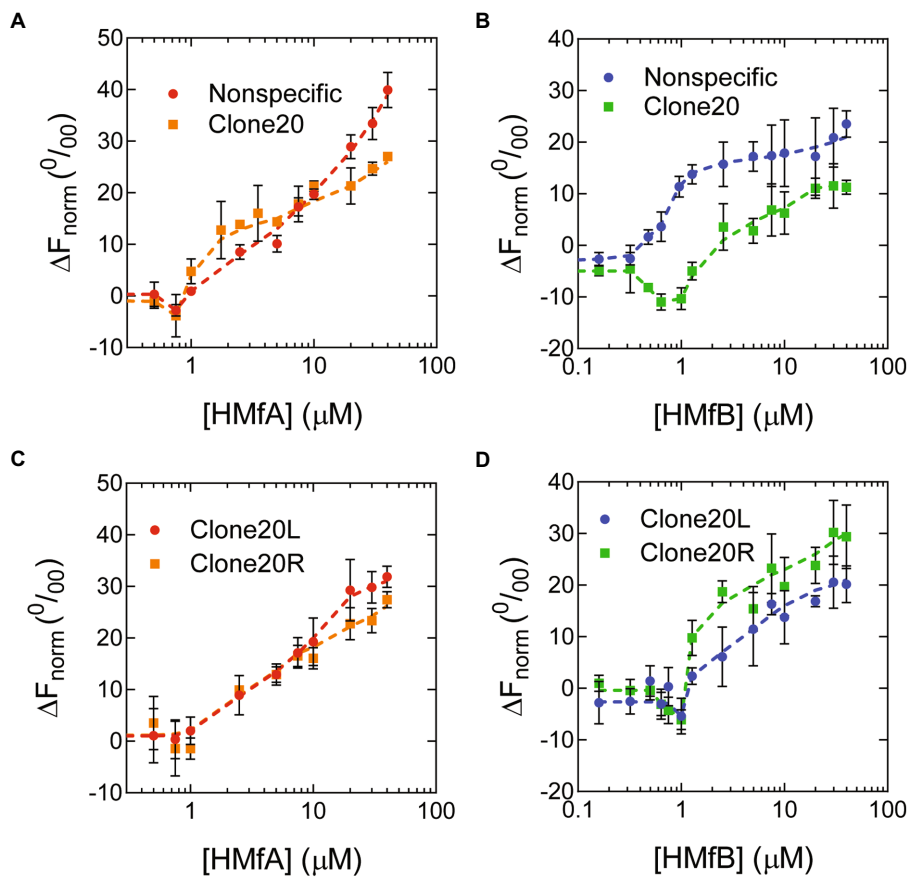 A
50
40
30
20
10
0
-10
ΔFnorm (0/00)
Nonspecific
Clone20
1
10
100
[HMfA] (μM)
B
40
30
20
10
0
-10
-20
ΔFnorm (0/00)
Nonspecific
Clone20
0.1
1
10
100
[HMfB] (μM)
C
50
40
30
20
10
0
-10
ΔFnorm (0/00)
Clone20L
Clone20R
1
10
100
[HMfA] (μM)
D
40
30
20
10
0
-10
-20
ΔFnorm (0/00)
Clone20L
Clone20R
0.1
1
10
100
[HMfB] (μM)